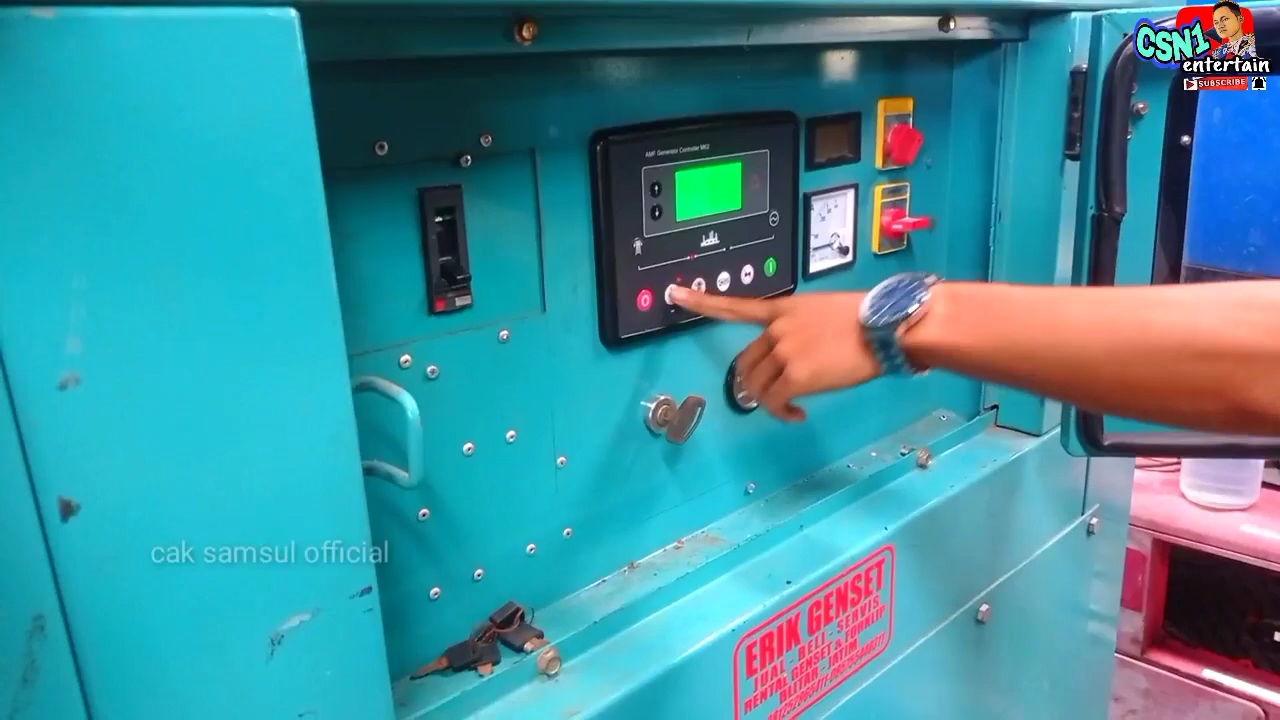 CSN1
entertain
SUBSCRIBE
AMF Generator Controller MK2
cak samsul official
ERIK GENSET
JUAL - BELI - SERVIS
RENTAL GENSET & FORKLIP
BLITAR - JATIM